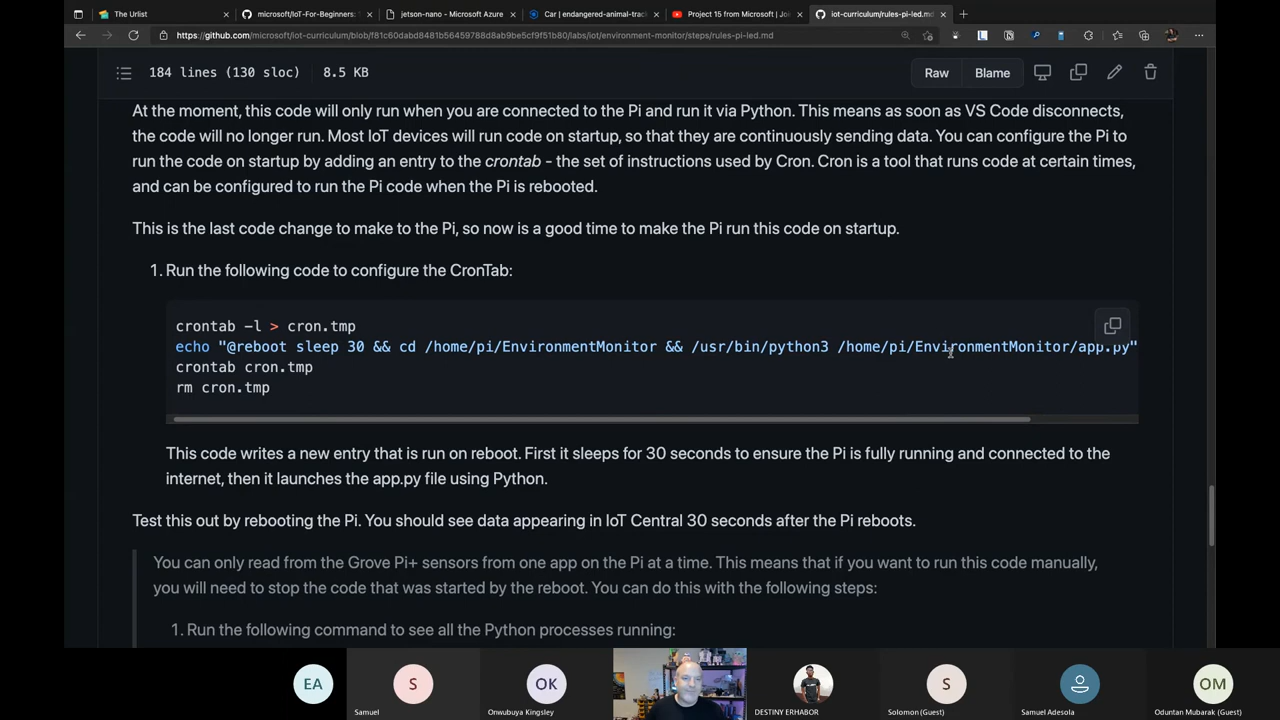 The Urlist
microsoft/IoT-For-Beginners:
jetson-nano - Microsoft Azure
Car | endangered-animal-trac
Project 15 from Microsoft | Joi
iot-curriculum/rules-pi-led.md
https://github.com/microsoft/iot-curriculum/blob/f81c60dabd8481b56459788d8ab9be5cf9f51b80/labs/iot/environment-monitor/steps/rules-pi-led.md
184 lines (130 sloc) 8.5 KB
Raw Blame
At the moment, this code will only run when you are connected to the Pi and run it via Python. This means as soon as VS Code disconnects,
the code will no longer run. Most IoT devices will run code on startup, so that they are continuously sending data. You can configure the Pi to
run the code on startup by adding an entry to the crontab - the set of instructions used by Cron. Cron is a tool that runs code at certain times,
and can be configured to run the Pi code when the Pi is rebooted.
This is the last code change to make to the Pi, so now is a good time to make the Pi run this code on startup.
1. Run the following code to configure the CronTab:
crontab -l > cron.tmp
echo "@reboot sleep 30 && cd /home/pi/EnvironmentMonitor && /usr/bin/python3 /home/pi/EnvironmentMonitor/app.py"
crontab cron.tmp
rm cron.tmp
This code writes a new entry that is run on reboot. First it sleeps for 30 seconds to ensure the Pi is fully running and connected to the
internet, then it launches the app.py file using Python.
Test this out by rebooting the Pi. You should see data appearing in IoT Central 30 seconds after the Pi reboots.
You can only read from the Grove Pi+ sensors from one app on the Pi at a time. This means that if you want to run this code manually,
you will need to stop the code that was started by the reboot. You can do this with the following steps:
1. Run the following command to see all the Python processes running:
EA
S
OK
S
OM
Samuel
Onwubuya Kingsley
DESTINY ERHABOR
Solomon (Guest)
Samuel Adesola
Oduntan Mubarak (Guest)